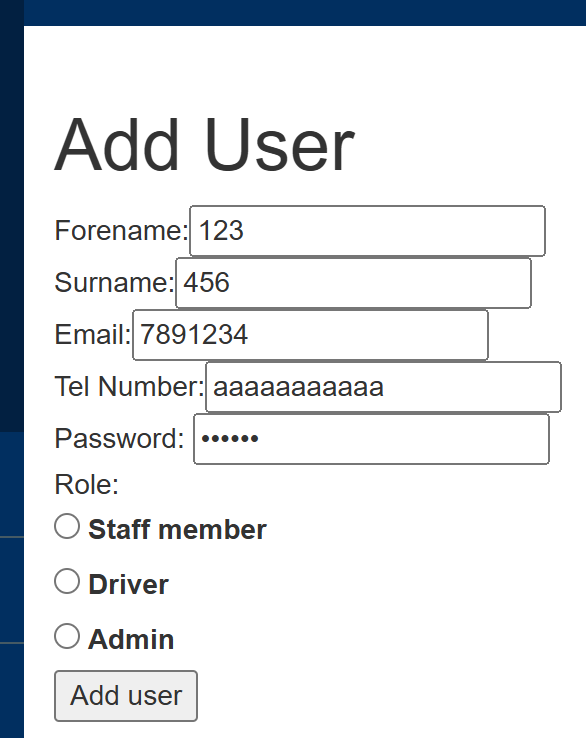 Add User
Forename: 123
Surname: 456
Email: 7891234
Tel Number: aaaaaaaaaaa
Password: ••••••
Role:
Staff member
Driver
Admin
Add user